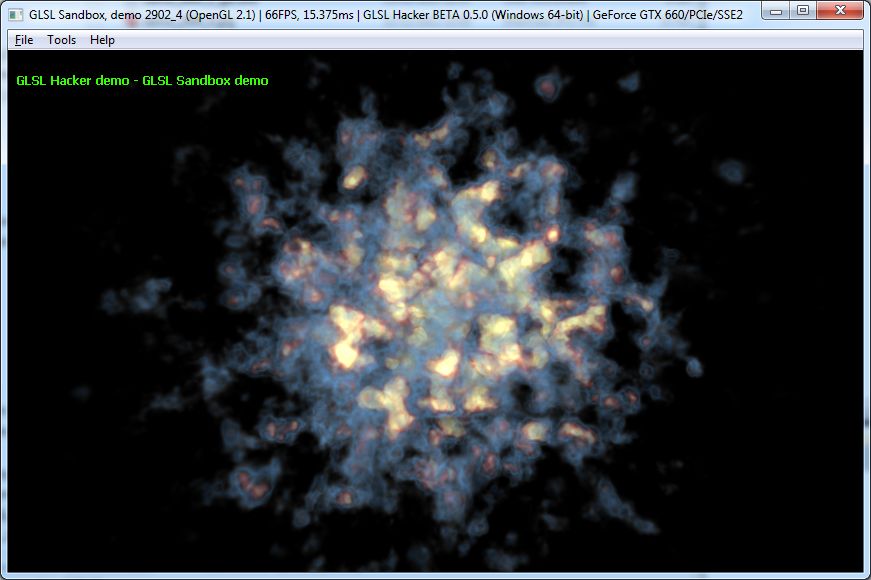 GLSL Sandbox, demo 2902_4 (OpenGL 2.1) | 66FPS, 15.375ms | GLSL Hacker BETA 0.5.0 (Windows 64-bit) | GeForce GTX 660/PCIe/SSE2
File Tools Help
GLSL Hacker demo - GLSL Sandbox demo